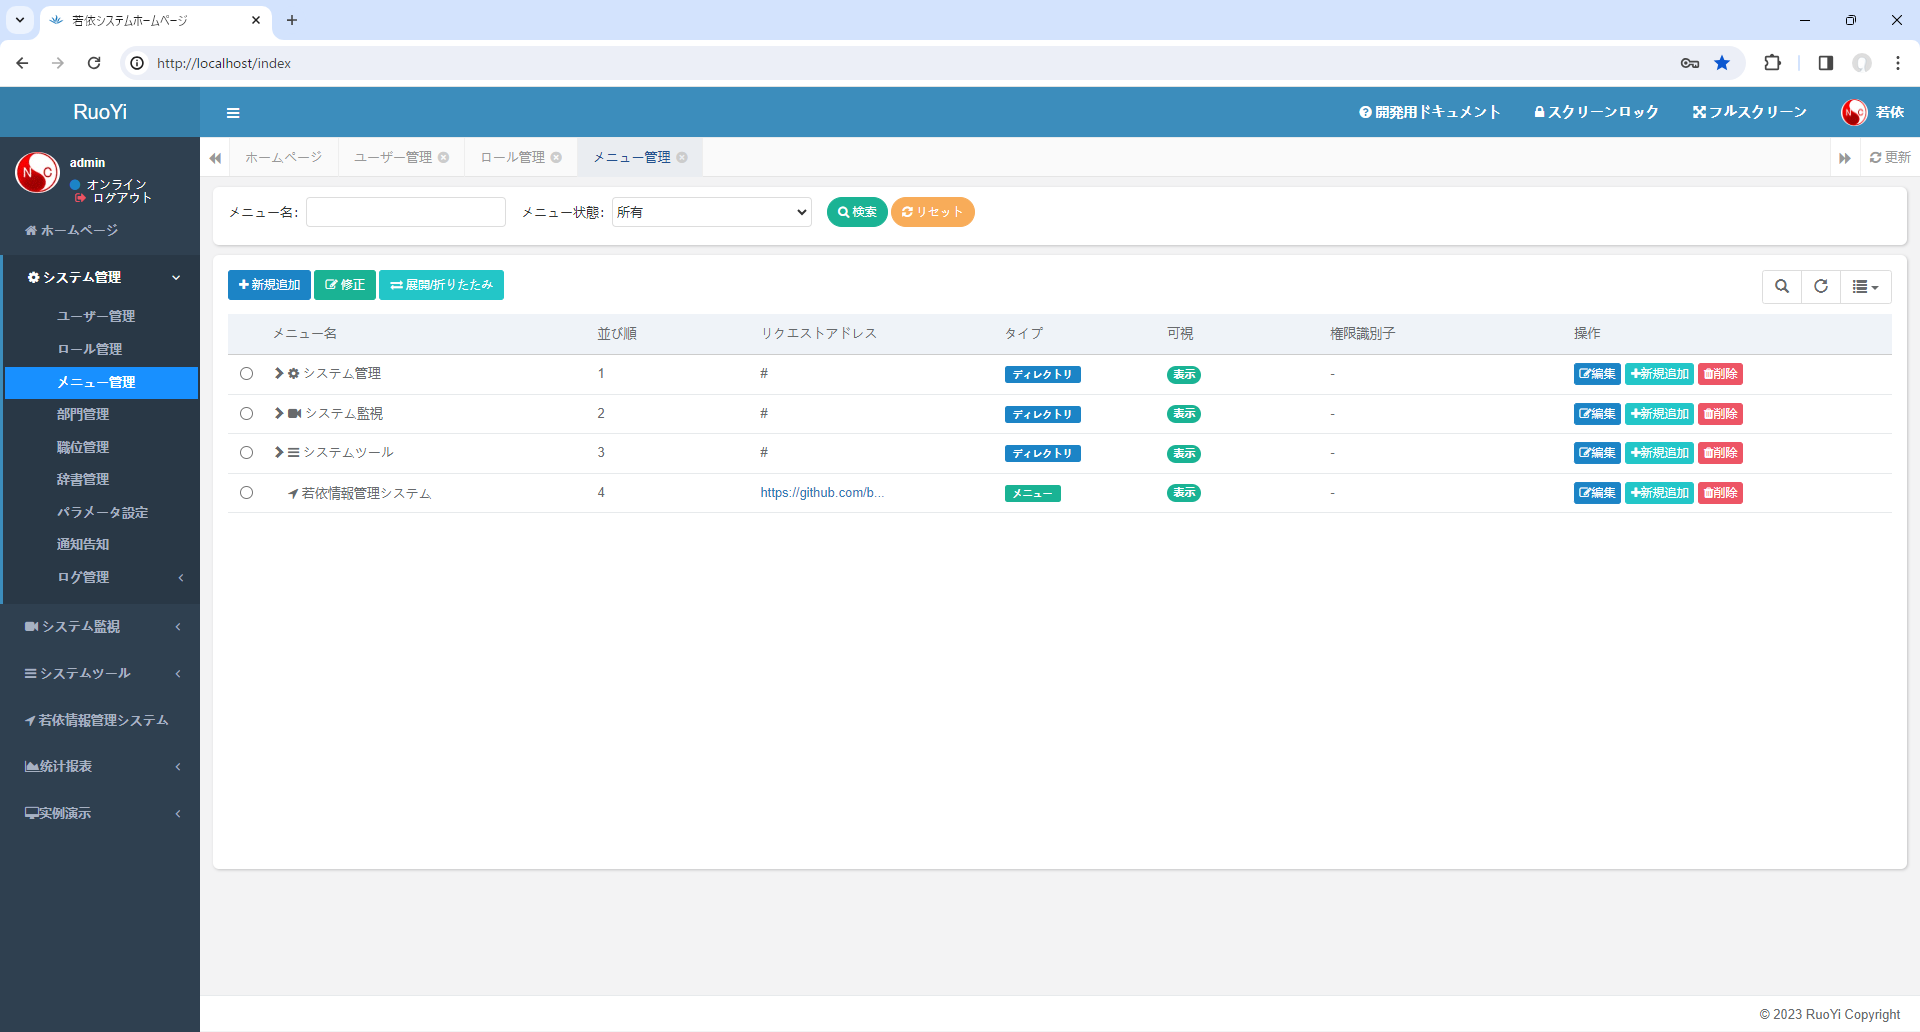 若依システムホームページ
http://localhost/index
RuoYi
開発用ドキュメント スクリーンロック フルスクリーン 若依
admin
オンライン
ログアウト
ホームページ ユーザー管理 ロール管理 メニュー管理 更新
ホームページ
システム管理
ユーザー管理
ロール管理
メニュー管理
部門管理
職位管理
辞書管理
パラメータ設定
通知告知
ログ管理
システム監視
システムツール
若依情報管理システム
统计报表
实例演示
メニュー名: メニュー状態: 所有 検索 リセット
新規追加 修正 展開/折りたたみ
メニュー名 並び順 リクエストアドレス タイプ 可視 権限識別子 操作
システム管理 1 # ディレクトリ 表示 - 編集 新規追加 削除
システム監視 2 # ディレクトリ 表示 - 編集 新規追加 削除
システムツール 3 # ディレクトリ 表示 - 編集 新規追加 削除
若依情報管理システム 4 https://github.com/b... メニュー 表示 - 編集 新規追加 削除
© 2023 RuoYi Copyright